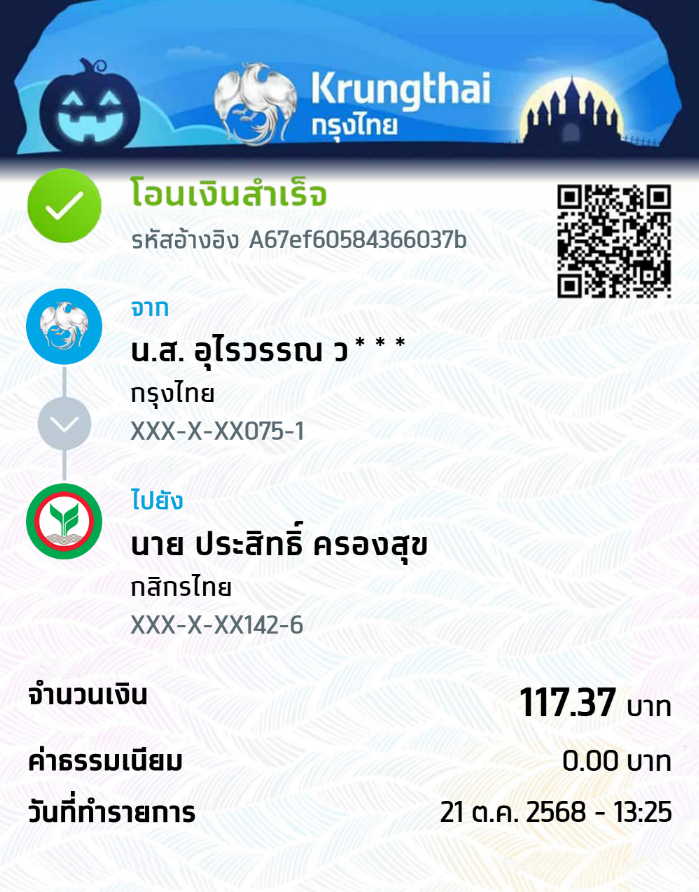 Krungthai
กรุงไทย
โอนเงินสำเร็จ
รหัสอ้างอิง A67ef60584366037b
จาก
น.ส. อุไรวรรณ ว***
กรุงไทย
XXX-X-XX075-1
ไปยัง
นาย ประสิทธิ์ ครองสุข
กสิกรไทย
XXX-X-XX142-6
จำนวนเงิน 117.37 บาท
ค่าธรรมเนียม 0.00 บาท
วันที่ทำรายการ 21 ต.ค. 2568 - 13:25